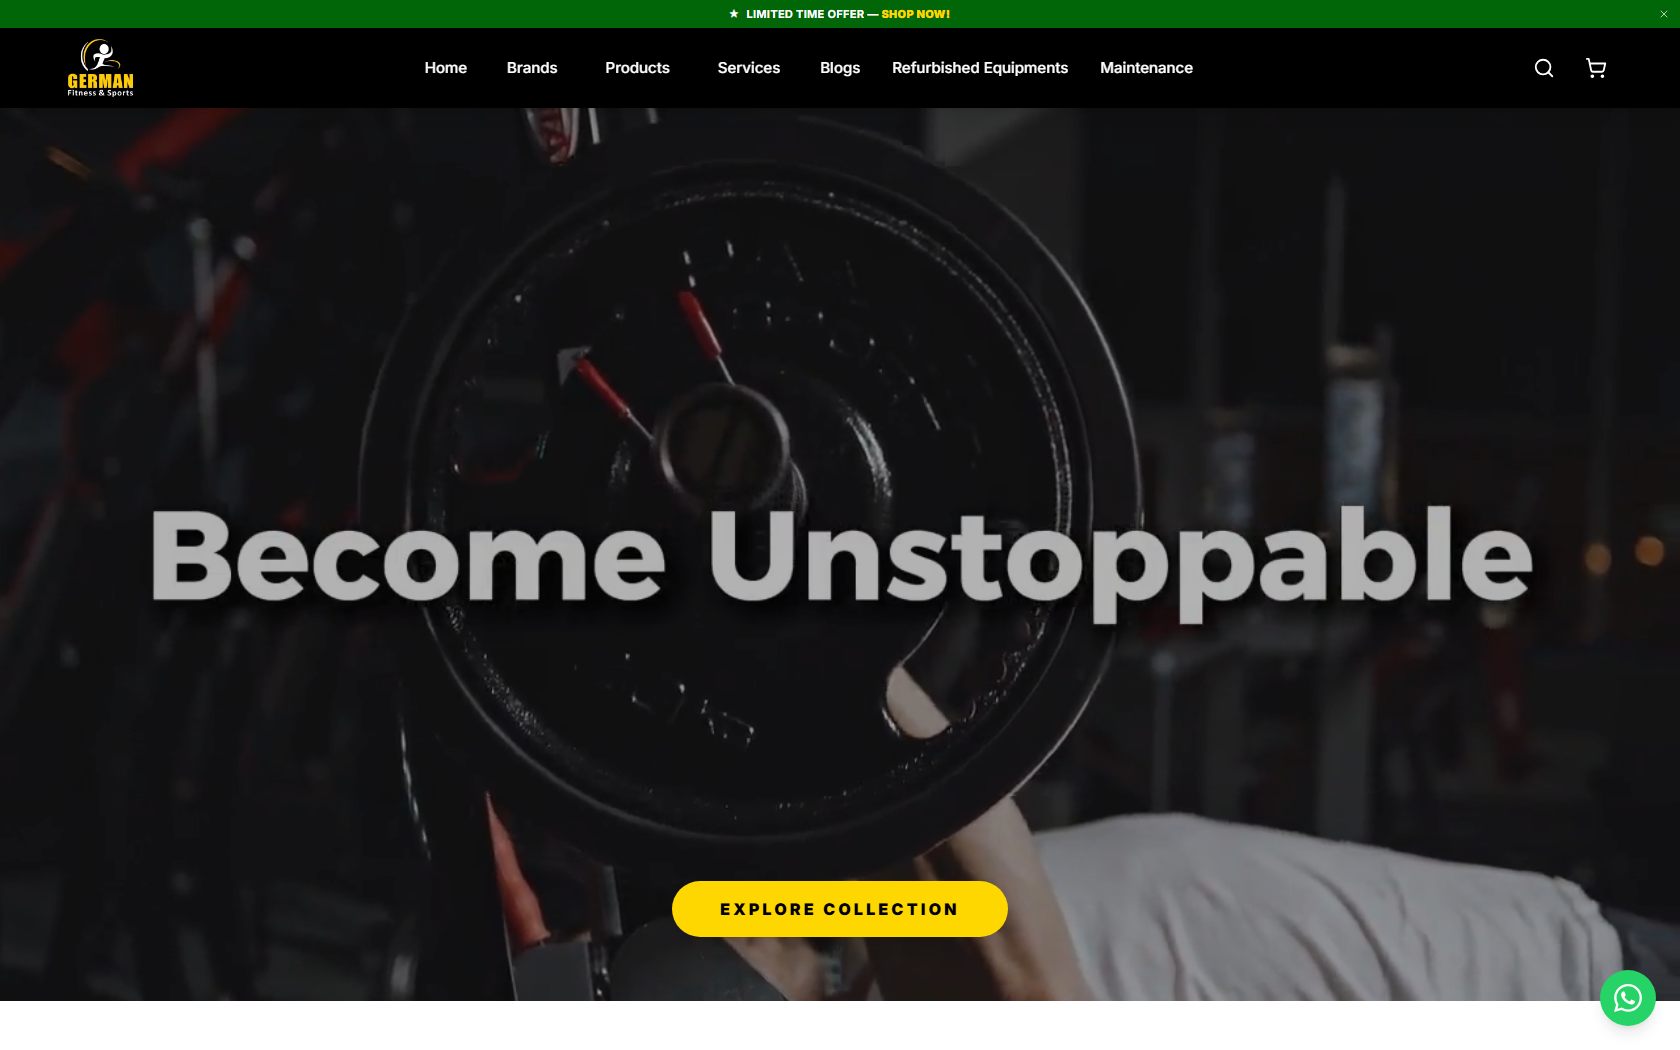 ★ LIMITED TIME OFFER — SHOP NOW!
GERMAN
Fitness & Sports
Home Brands Products Services Blogs Refurbished Equipments Maintenance
Become Unstoppable
EXPLORE COLLECTION